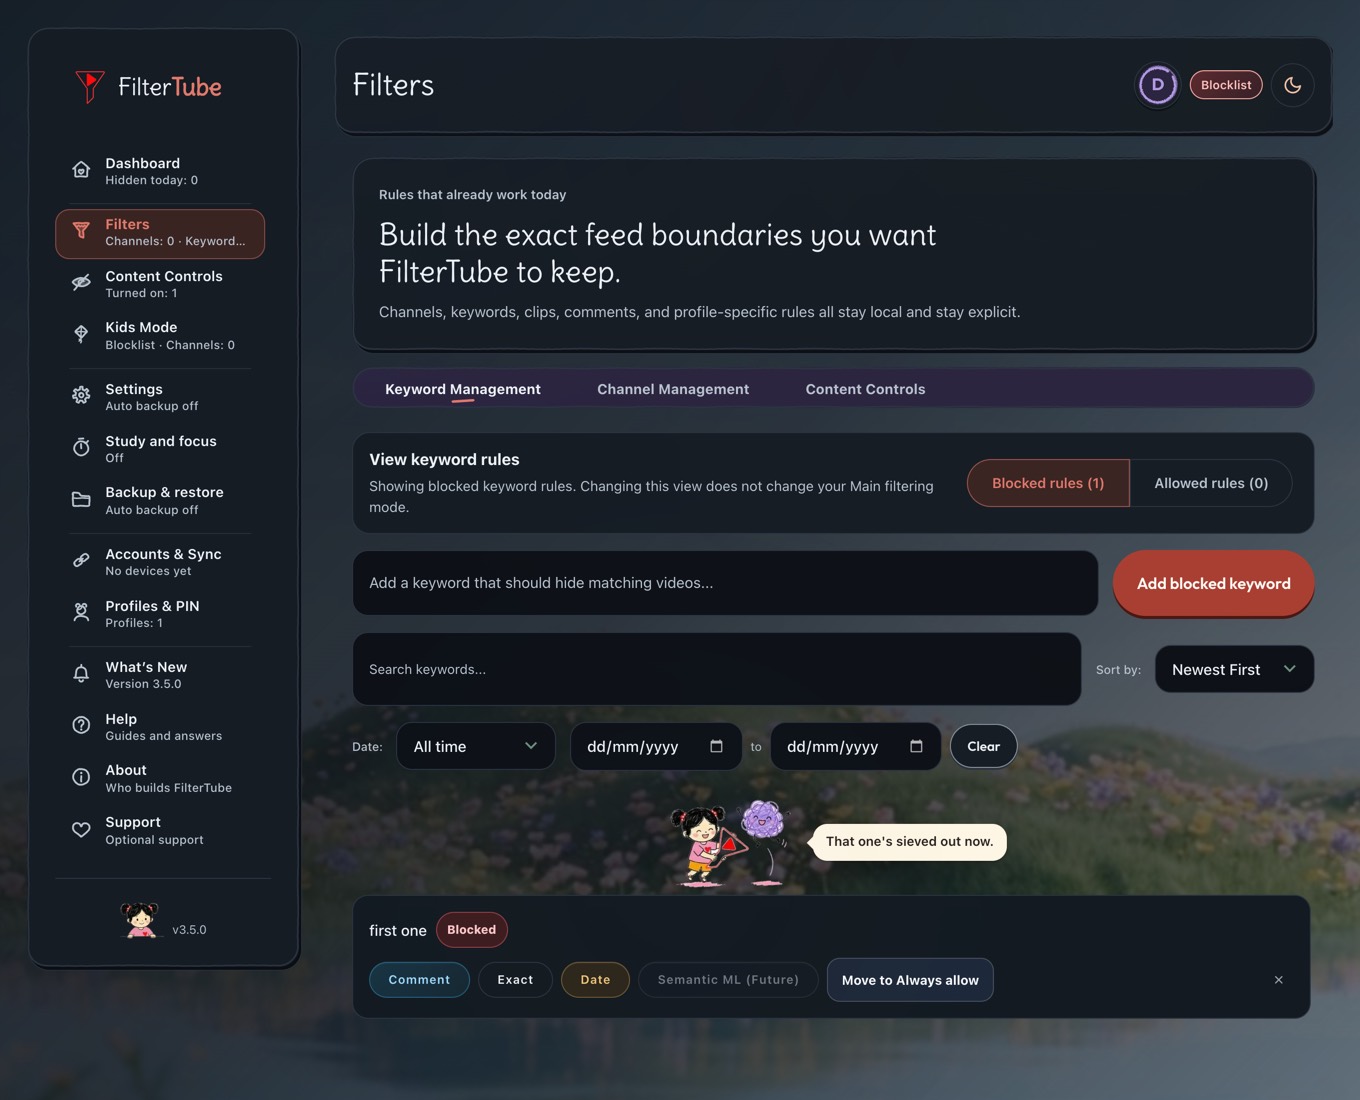 FilterTube
Dashboard
Hidden today: 0
Filters
Channels: 0 · Keyword...
Content Controls
Turned on: 1
Kids Mode
Blocklist · Channels: 0
Settings
Auto backup off
Study and focus
Off
Backup & restore
Auto backup off
Accounts & Sync
No devices yet
Profiles & PIN
Profiles: 1
What's New
Version 3.5.0
Help
Guides and answers
About
Who builds FilterTube
Support
Optional support
v3.5.0
Filters
D
Blocklist
Rules that already work today
Build the exact feed boundaries you want
FilterTube to keep.
Channels, keywords, clips, comments, and profile-specific rules all stay local and stay explicit.
Keyword Management
Channel Management
Content Controls
View keyword rules
Showing blocked keyword rules. Changing this view does not change your Main filtering
mode.
Blocked rules (1)
Allowed rules (0)
Add a keyword that should hide matching videos...
Add blocked keyword
Search keywords...
Sort by:
Newest First
Date:
All time
dd/mm/yyyy
to
dd/mm/yyyy
Clear
That one's sieved out now.
first one
Blocked
Comment
Exact
Date
Semantic ML (Future)
Move to Always allow
×